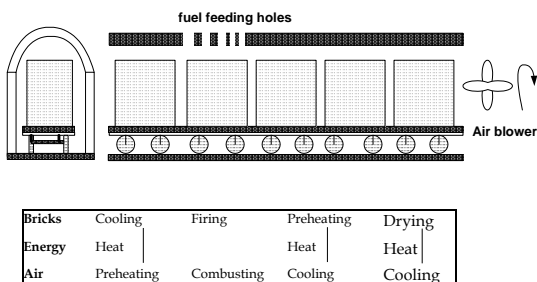 fuel feeding holes
Air blower
Bricks Cooling Firing Preheating Drying
Energy Heat Heat Heat
Air Preheating Combusting Cooling Cooling